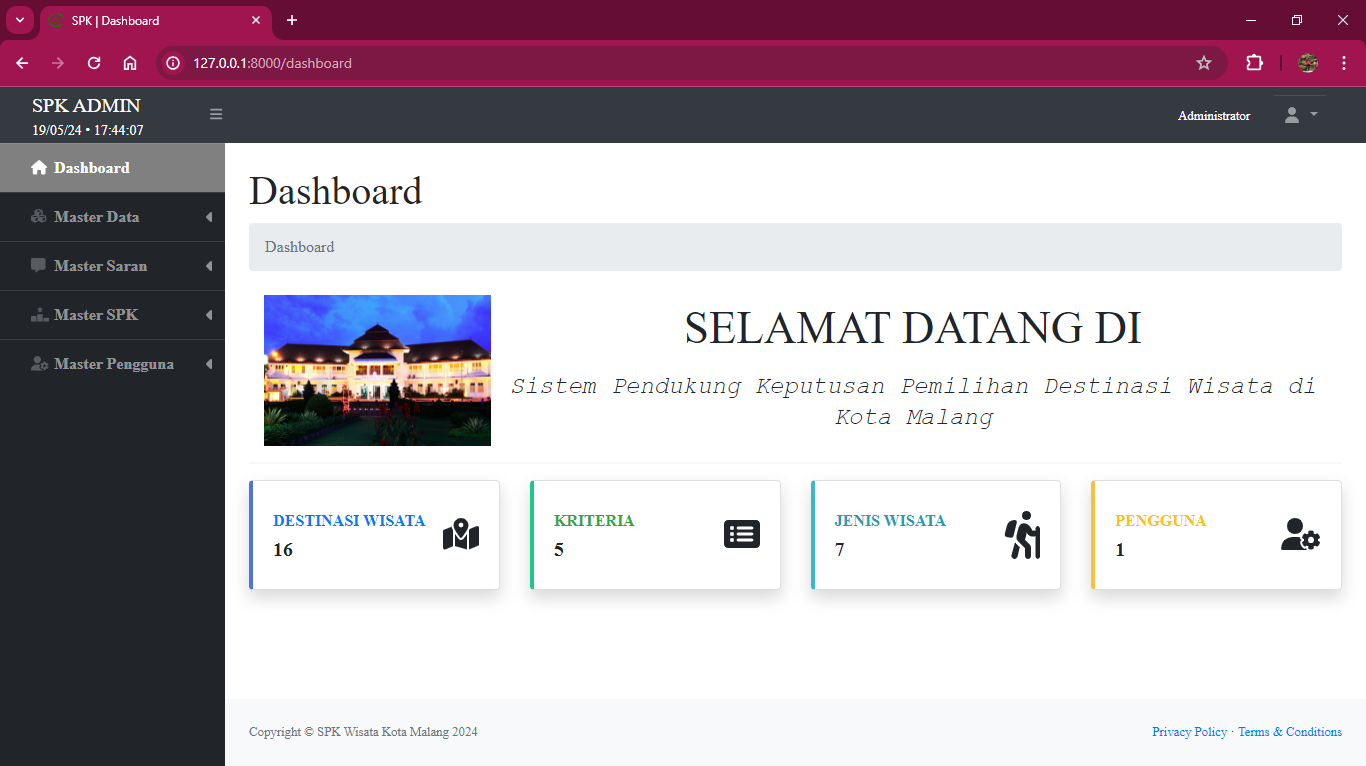 SPK | Dashboard
127.0.0.1:8000/dashboard
SPK ADMIN
19/05/24 • 17:44:07
Administrator
Dashboard
Master Data
Master Saran
Master SPK
Master Pengguna
Dashboard
Dashboard
SELAMAT DATANG DI
Sistem Pendukung Keputusan Pemilihan Destinasi Wisata di
Kota Malang
DESTINASI WISATA
16
KRITERIA
5
JENIS WISATA
7
PENGGUNA
1
Copyright © SPK Wisata Kota Malang 2024
Privacy Policy · Terms & Conditions